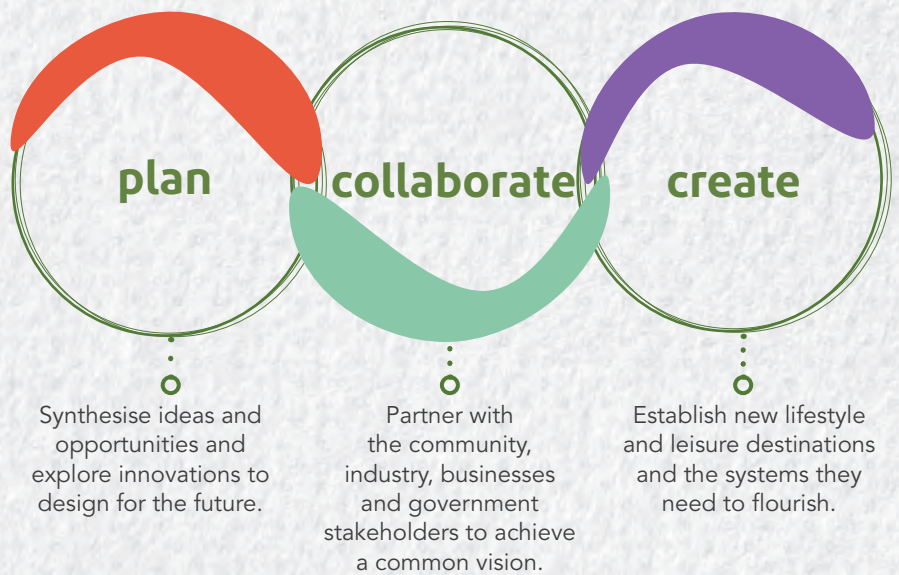 plan
collaborate
create
Synthesise ideas and
opportunities and
explore innovations to
design for the future.
Partner with
the community,
industry, businesses
and government
stakeholders to achieve
a common vision.
Establish new lifestyle
and leisure destinations
and the systems they
need to flourish.